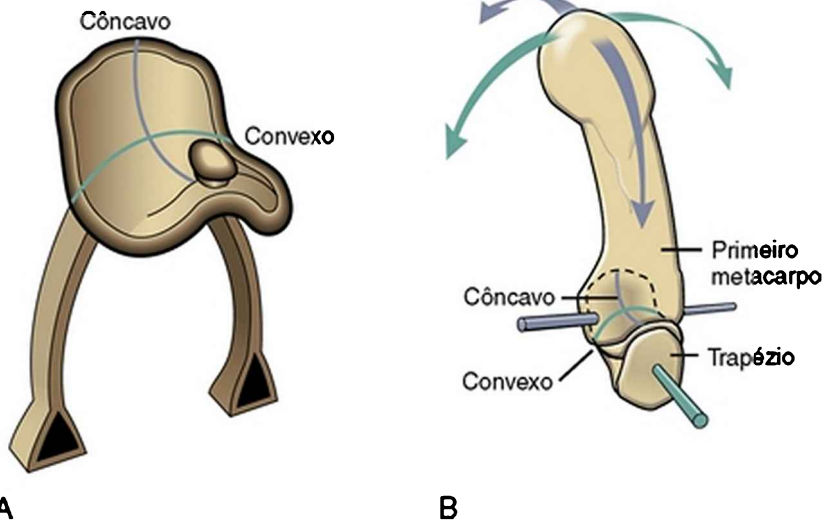 Côncavo
Convexo
A
Primeiro
metacarpo
Côncavo
Trapézio
Convexo
B